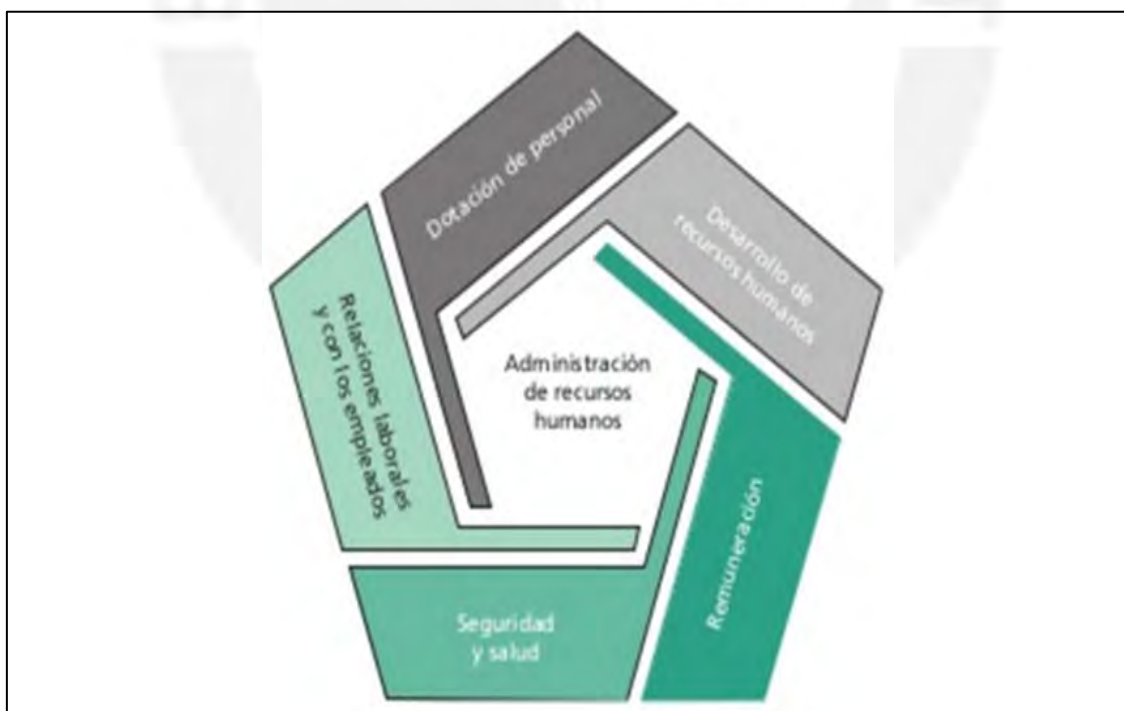 Dotación de personal
Desarrollo de
recursos humanos
Relaciones laborales
y con los empleados
Administración
de recursos
humanos
Remuneración
Seguridad
y salud